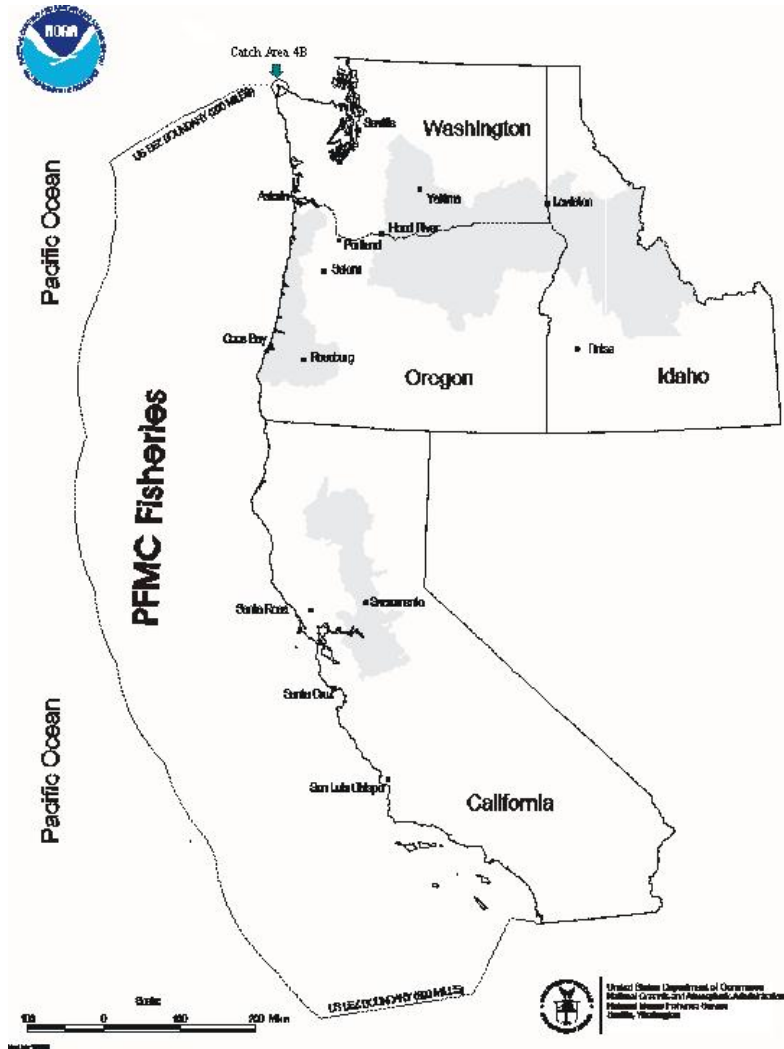 NOAA
Catch Area 4B
US EEZ BOUNDARY (200 MILES)
Seattle
Washington
Pacific Ocean
Astoria
Yakima
Lewiston
Hood River
Portland
Salem
Coos Bay
Roseburg
Boise
Oregon
Idaho
PFMC Fisheries
Santa Rosa
Sacramento
Santa Cruz
Pacific Ocean
San Luis Obispo
California
US EEZ BOUNDARY (200 MILES)
Scale
100 0 100 200 Miles
United States Department of Commerce
National Oceanic and Atmospheric Administration
National Marine Fisheries Service
Seattle, Washington